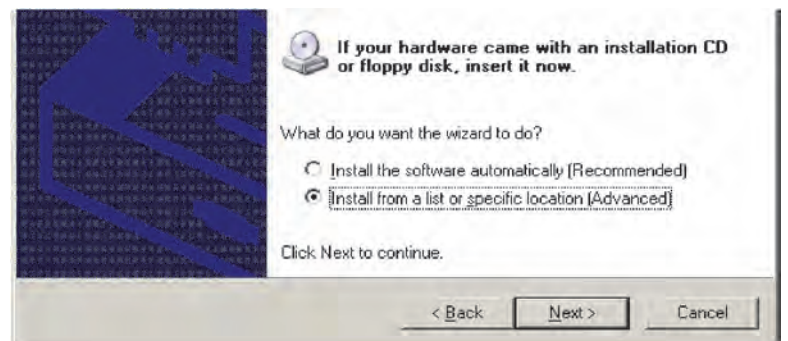 If your hardware came with an installation CD
or floppy disk, insert it now.
What do you want the wizard to do?
Install the software automatically (Recommended)
Install from a list or specific location (Advanced)
Click Next to continue.
< Back Next > Cancel